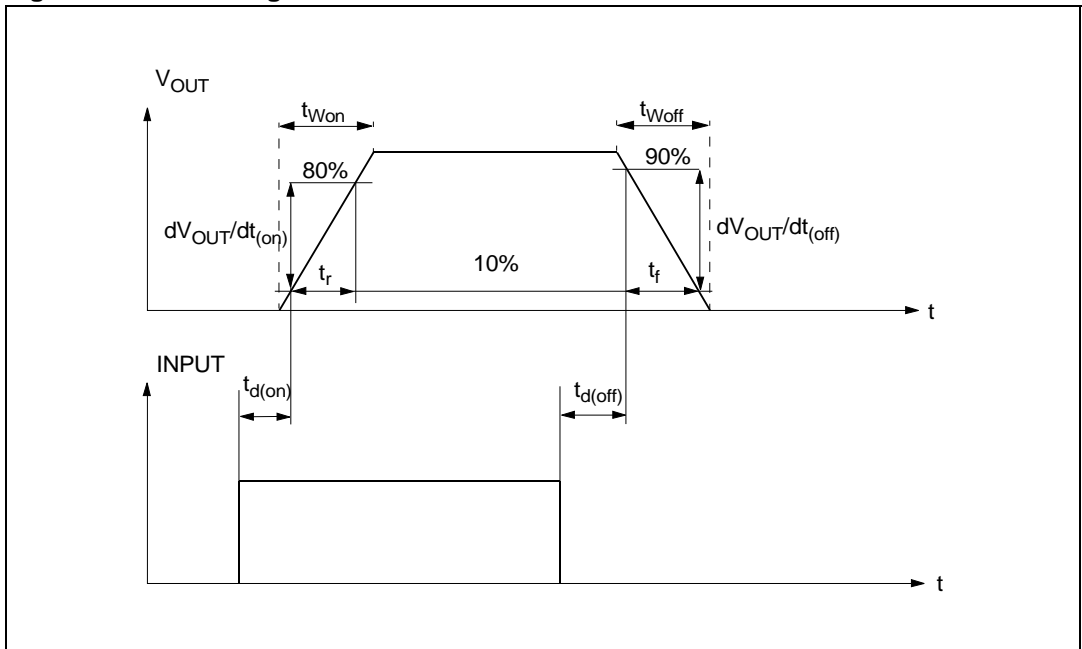 V_OUT
t_Won
t_Woff
80%
90%
dV_OUT/dt_(on)
dV_OUT/dt_(off)
t_r
10%
t_f
t
INPUT
t_d(on)
t_d(off)
t